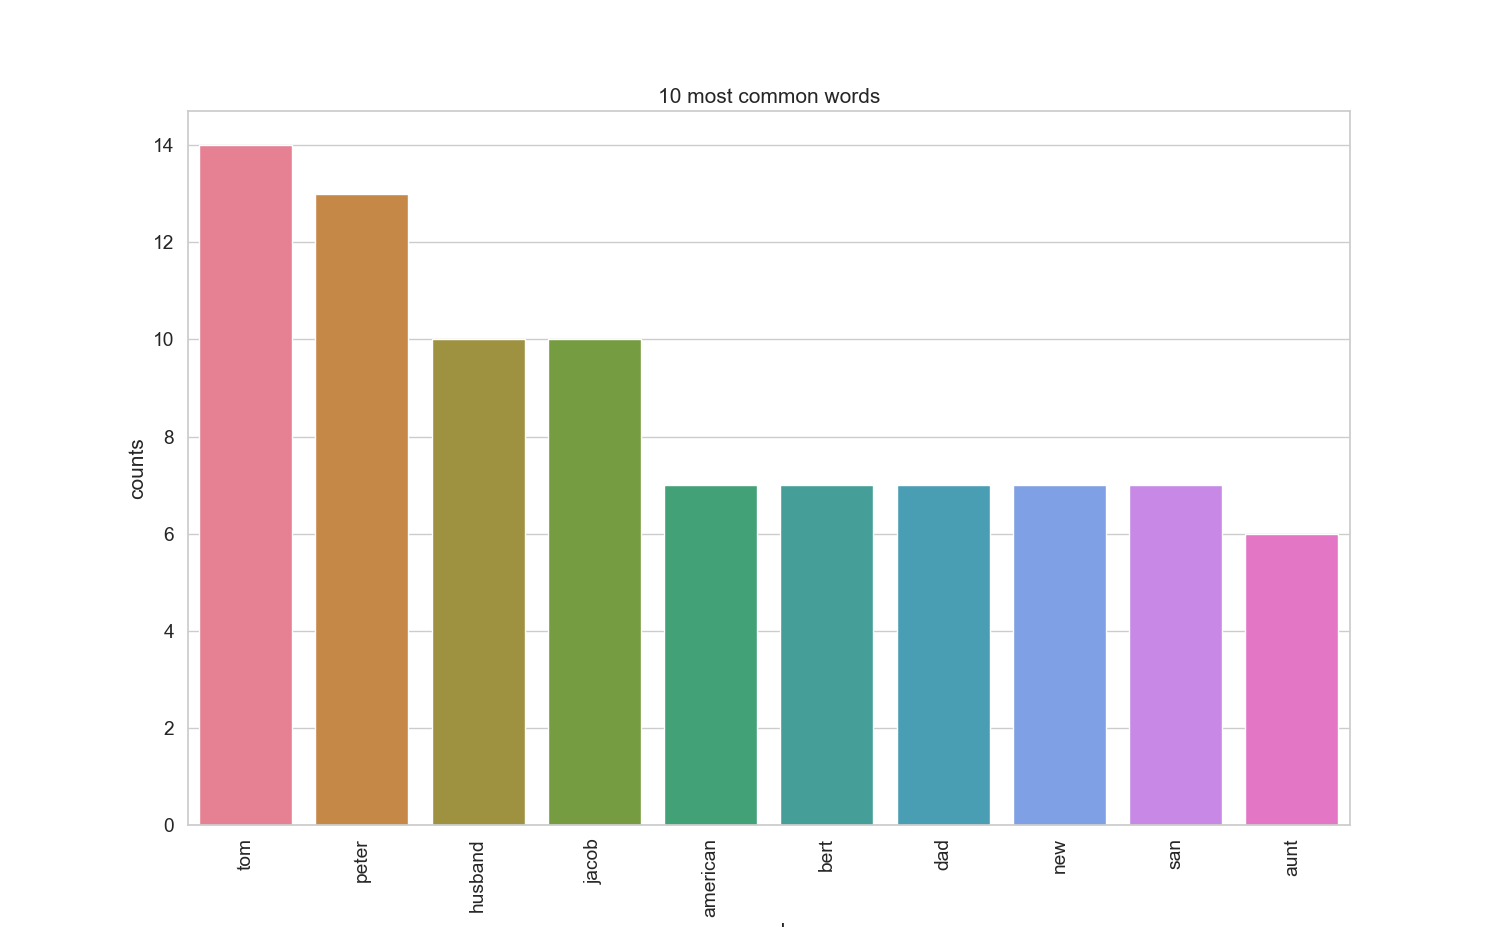 10 most common words
14
12
10
8
6
4
2
0
counts
tom
peter
husband
jacob
american
bert
dad
new
san
aunt